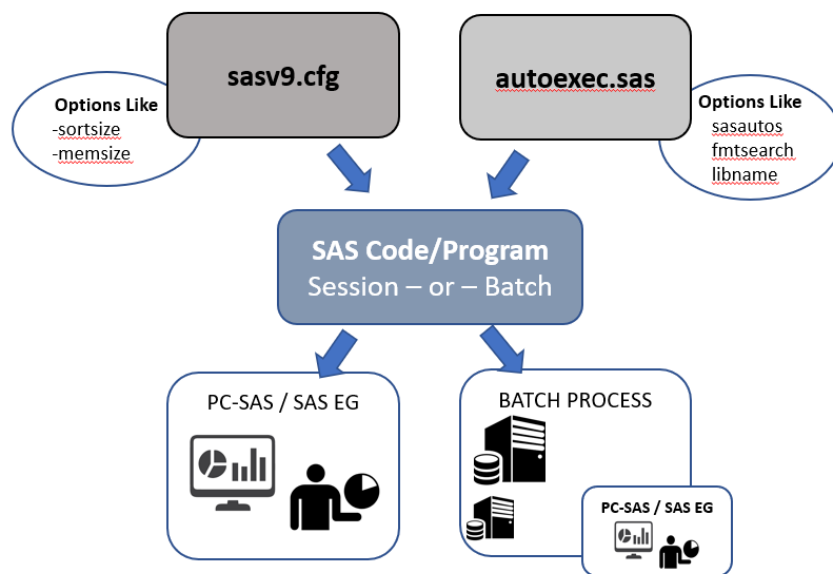 sasv9.cfg
autoexec.sas
Options Like
-sortsize
-memsize
Options Like
sasautos
fmtsearch
libname
SAS Code/Program
Session – or – Batch
PC-SAS / SAS EG
BATCH PROCESS
PC-SAS / SAS EG